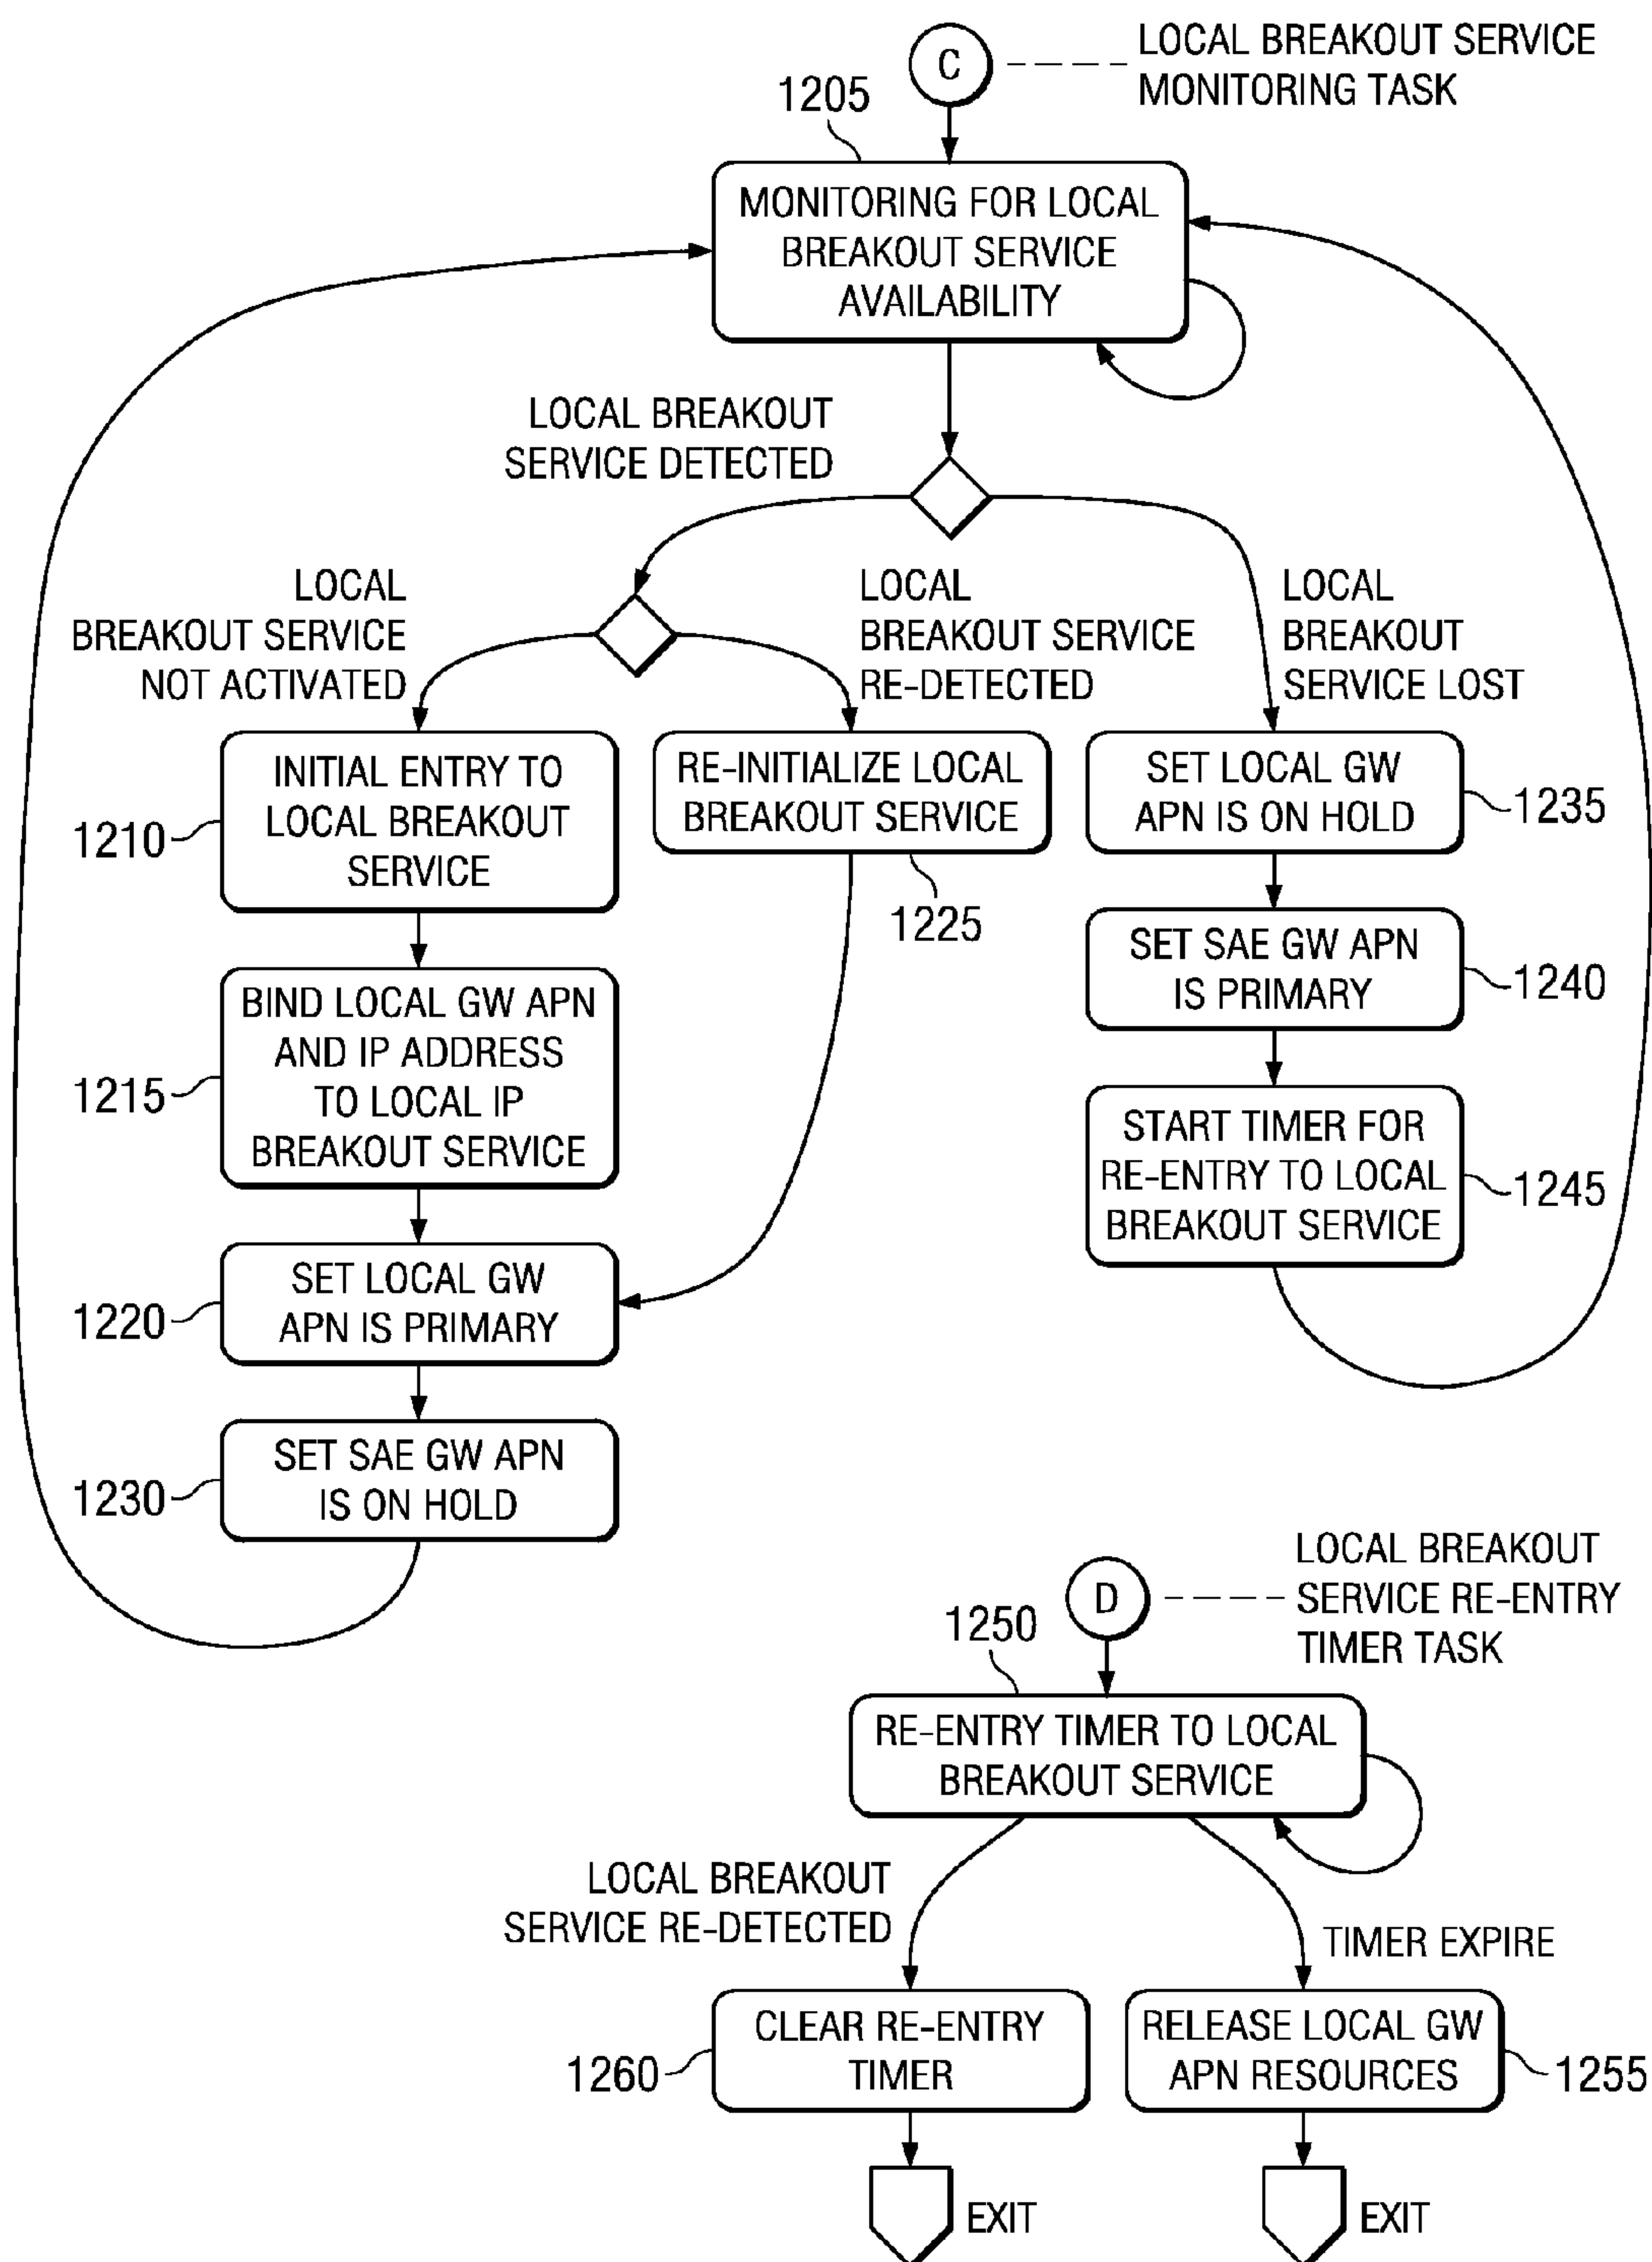 C
LOCAL BREAKOUT SERVICE
MONITORING TASK
1205
MONITORING FOR LOCAL
BREAKOUT SERVICE
AVAILABILITY
LOCAL BREAKOUT
SERVICE DETECTED
LOCAL
BREAKOUT SERVICE
NOT ACTIVATED
LOCAL
BREAKOUT SERVICE
RE-DETECTED
LOCAL
BREAKOUT
SERVICE LOST
INITIAL ENTRY TO
LOCAL BREAKOUT
SERVICE
1210
RE-INITIALIZE LOCAL
BREAKOUT SERVICE
1225
SET LOCAL GW
APN IS ON HOLD
1235
SET SAE GW APN
IS PRIMARY
1240
BIND LOCAL GW APN
AND IP ADDRESS
TO LOCAL IP
BREAKOUT SERVICE
1215
START TIMER FOR
RE-ENTRY TO LOCAL
BREAKOUT SERVICE
1245
SET LOCAL GW
APN IS PRIMARY
1220
SET SAE GW APN
IS ON HOLD
1230
D
LOCAL BREAKOUT
SERVICE RE-ENTRY
TIMER TASK
1250
RE-ENTRY TIMER TO LOCAL
BREAKOUT SERVICE
LOCAL BREAKOUT
SERVICE RE-DETECTED
TIMER EXPIRE
CLEAR RE-ENTRY
TIMER
1260
RELEASE LOCAL GW
APN RESOURCES
1255
EXIT
EXIT